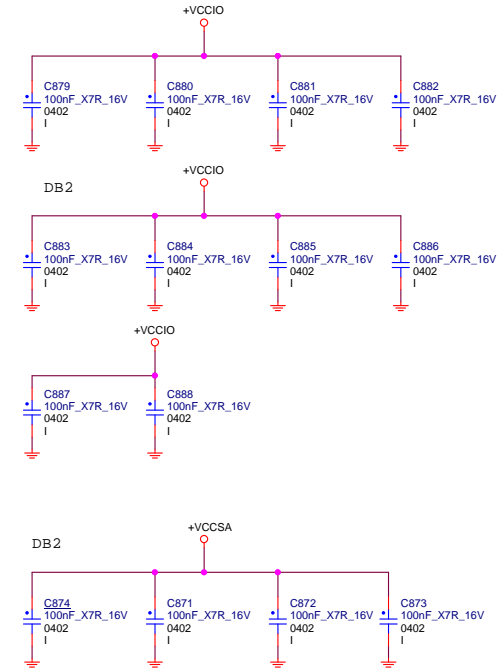 +VCCIO
C879 C880 C881 C882
100nF_X7R_16V 100nF_X7R_16V 100nF_X7R_16V 100nF_X7R_16V
0402 0402 0402 0402
I I I I
+VCCIO
DB2
C883 C884 C885 C886
100nF_X7R_16V 100nF_X7R_16V 100nF_X7R_16V 100nF_X7R_16V
0402 0402 0402 0402
I I I I
+VCCIO
C887 C888
100nF_X7R_16V 100nF_X7R_16V
0402 0402
I I
+VCCSA
DB2
C874 C871 C872 C873
100nF_X7R_16V 100nF_X7R_16V 100nF_X7R_16V 100nF_X7R_16V
0402 0402 0402 0402
I I I I